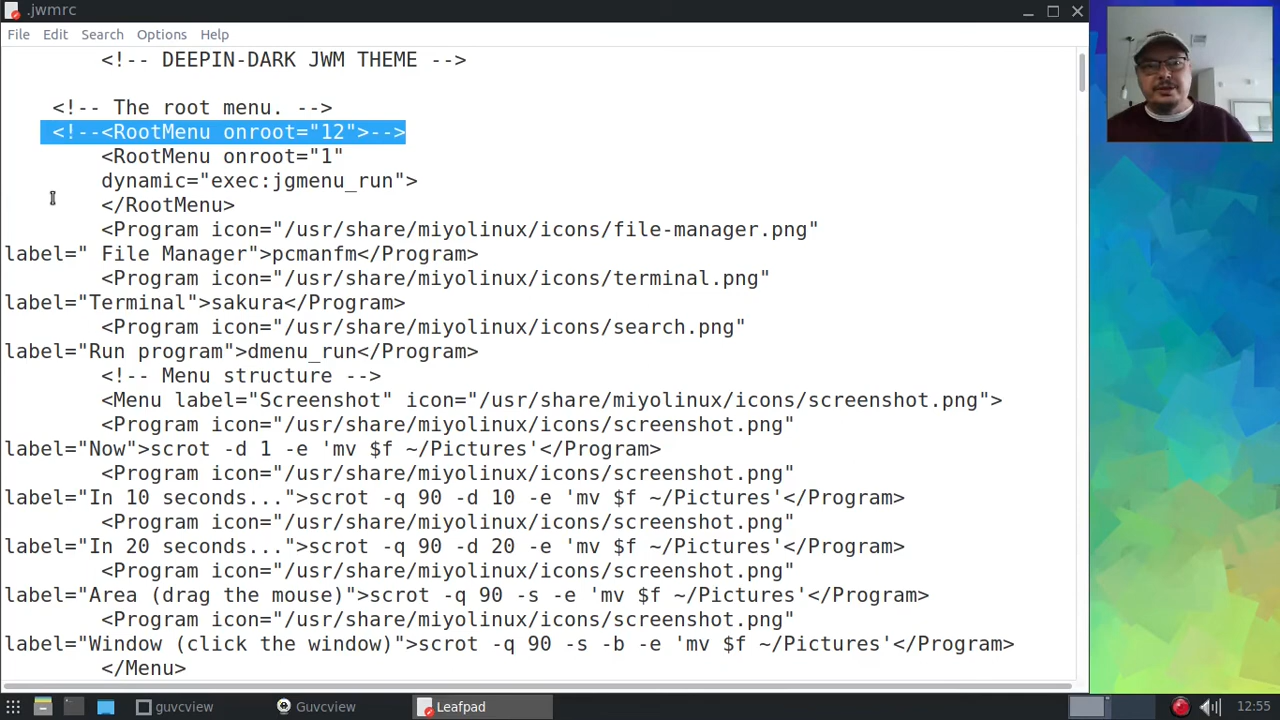 .jwmrc
File Edit Search Options Help
<!-- DEEPIN-DARK JWM THEME -->
<!-- The root menu. -->
<!--<RootMenu onroot="12">-->
<RootMenu onroot="1"
dynamic="exec:jgmenu_run">
</RootMenu>
<Program icon="/usr/share/miyolinux/icons/file-manager.png"
label=" File Manager">pcmanfm</Program>
<Program icon="/usr/share/miyolinux/icons/terminal.png"
label="Terminal">sakura</Program>
<Program icon="/usr/share/miyolinux/icons/search.png"
label="Run program">dmenu_run</Program>
<!-- Menu structure -->
<Menu label="Screenshot" icon="/usr/share/miyolinux/icons/screenshot.png">
<Program icon="/usr/share/miyolinux/icons/screenshot.png"
label="Now">scrot -d 1 -e 'mv $f ~/Pictures'</Program>
<Program icon="/usr/share/miyolinux/icons/screenshot.png"
label="In 10 seconds...">scrot -q 90 -d 10 -e 'mv $f ~/Pictures'</Program>
<Program icon="/usr/share/miyolinux/icons/screenshot.png"
label="In 20 seconds...">scrot -q 90 -d 20 -e 'mv $f ~/Pictures'</Program>
<Program icon="/usr/share/miyolinux/icons/screenshot.png"
label="Area (drag the mouse)">scrot -q 90 -s -e 'mv $f ~/Pictures'</Program>
<Program icon="/usr/share/miyolinux/icons/screenshot.png"
label="Window (click the window)">scrot -q 90 -s -b -e 'mv $f ~/Pictures'</Program>
</Menu>
guvcview Guvcview Leafpad 12:55